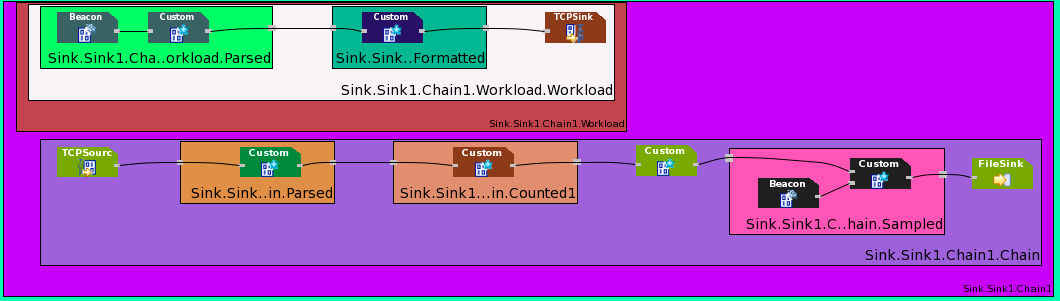 Beacon
Custom
Custom
TCPSink
Sink.Sink1.Cha..orkload.Parsed
Sink.Sink..Formatted
Sink.Sink1.Chain1.Workload.Workload
Sink.Sink1.Chain1.Workload
TCPSourc
Custom
Custom
Custom
Custom
FileSink
Beacon
Sink.Sink..in.Parsed
Sink.Sink1...in.Counted1
Sink.Sink1.C..hain.Sampled
Sink.Sink1.Chain1.Chain
Sink.Sink1.Chain1